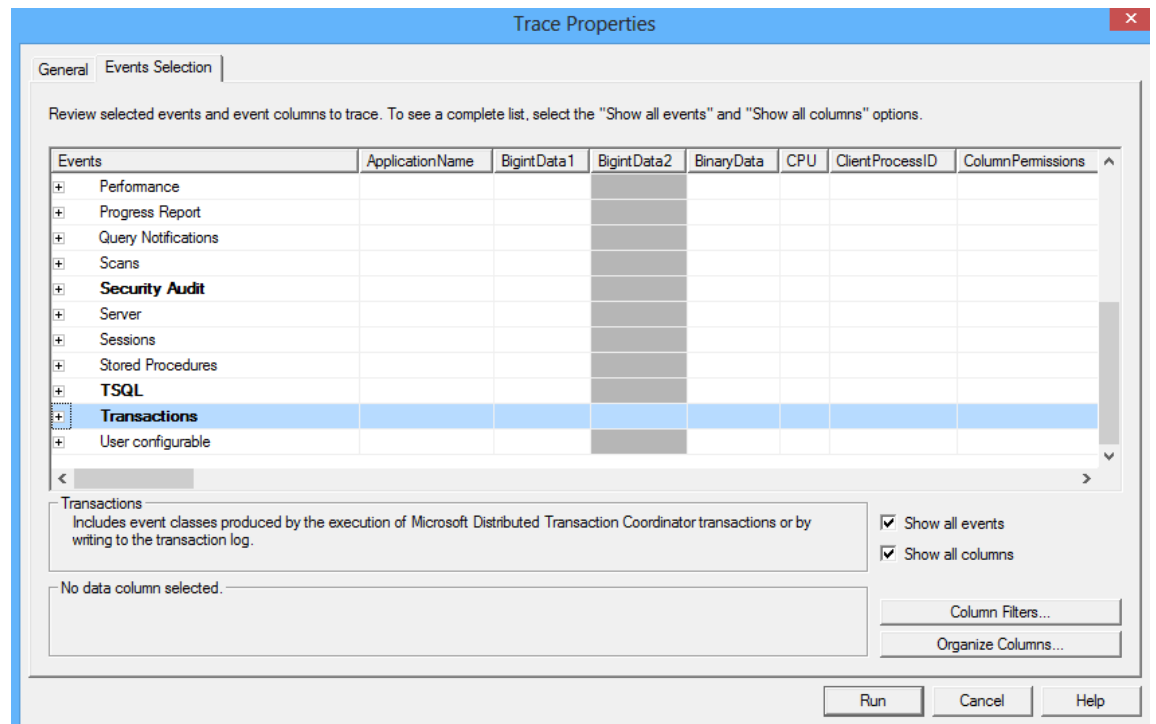 Trace Properties
General Events Selection
Review selected events and event columns to trace. To see a complete list, select the "Show all events" and "Show all columns" options.
Events ApplicationName BigintData1 BigintData2 BinaryData CPU ClientProcessID ColumnPermissions
Performance
Progress Report
Query Notifications
Scans
Security Audit
Server
Sessions
Stored Procedures
TSQL
Transactions
User configurable
Transactions
Includes event classes produced by the execution of Microsoft Distributed Transaction Coordinator transactions or by
writing to the transaction log.
Show all events
Show all columns
No data column selected.
Column Filters...
Organize Columns...
Run Cancel Help